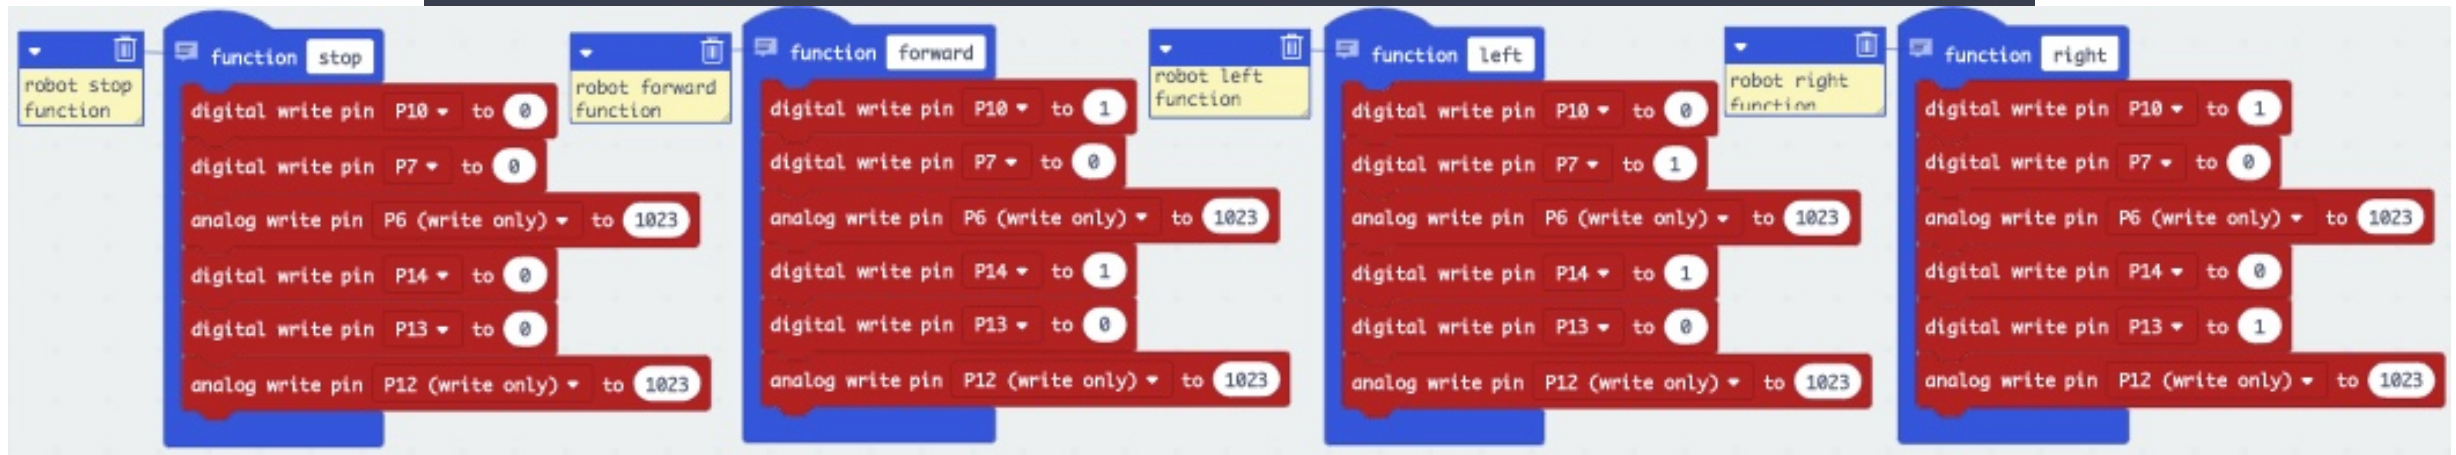 robot stop
function
function stop
digital write pin P10 to 0
digital write pin P7 to 0
analog write pin P6 (write only) to 1023
digital write pin P14 to 0
digital write pin P13 to 0
analog write pin P12 (write only) to 1023
robot forward
function
function forward
digital write pin P10 to 1
digital write pin P7 to 0
analog write pin P6 (write only) to 1023
digital write pin P14 to 1
digital write pin P13 to 0
analog write pin P12 (write only) to 1023
robot left
function
function left
digital write pin P10 to 0
digital write pin P7 to 1
analog write pin P6 (write only) to 1023
digital write pin P14 to 1
digital write pin P13 to 0
analog write pin P12 (write only) to 1023
robot right
function
function right
digital write pin P10 to 1
digital write pin P7 to 0
analog write pin P6 (write only) to 1023
digital write pin P14 to 0
digital write pin P13 to 1
analog write pin P12 (write only) to 1023